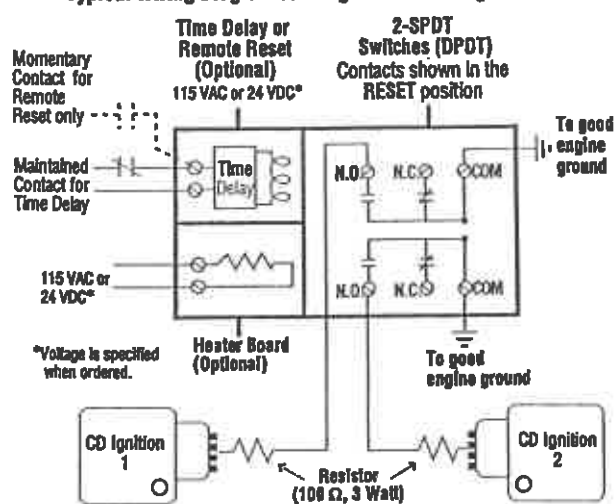 Time Delay or
Remote Reset
(Optional)
115 VAC or 24 VDC*
2-SPDT
Switches (DPDT)
Contacts shown in the
RESET position
Momentary
Contact for
Remote
Reset only
To good
engine
ground
Maintained
Contact for
Time Delay
Time
Delay
N.O
N.C
COM
N.O
N.C
COM
115 VAC or
24 VDC*
*Voltage is specified
when ordered.
Heater Board
(Optional)
To good
engine ground
CD Ignition
1
CD Ignition
2
Resistor
(100 Ω, 3 Watt)